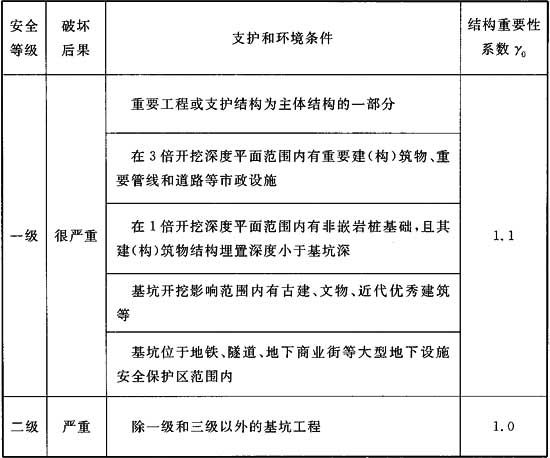 安全等级
破坏后果
支护和环境条件
结构重要性系数 γ₀
一级
很严重
重要工程或支护结构为主体结构的一部分
在 3 倍开挖深度平面范围内有重要建(构)筑物、重
要管线和道路等市政设施
在 1 倍开挖深度平面范围内有非嵌岩桩基础,且其
建(构)筑物结构埋置深度小于基坑深
基坑开挖影响范围内有古建、文物、近代优秀建筑
等
基坑位于地铁、隧道、地下商业街等大型地下设施
安全保护区范围内
1.1
二级
严重
除一级和三级以外的基坑工程
1.0